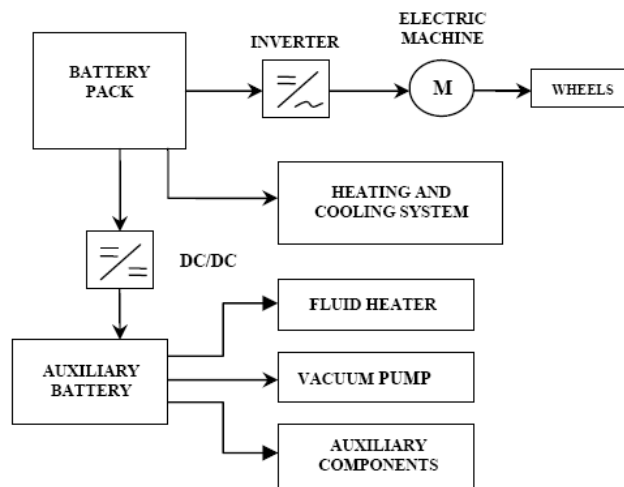 ELECTRIC
MACHINE
INVERTER
BATTERY
PACK
M
WHEELS
HEATING AND
COOLING SYSTEM
DC/DC
FLUID HEATER
AUXILIARY
BATTERY
VACUUM PUMP
AUXILIARY
COMPONENTS